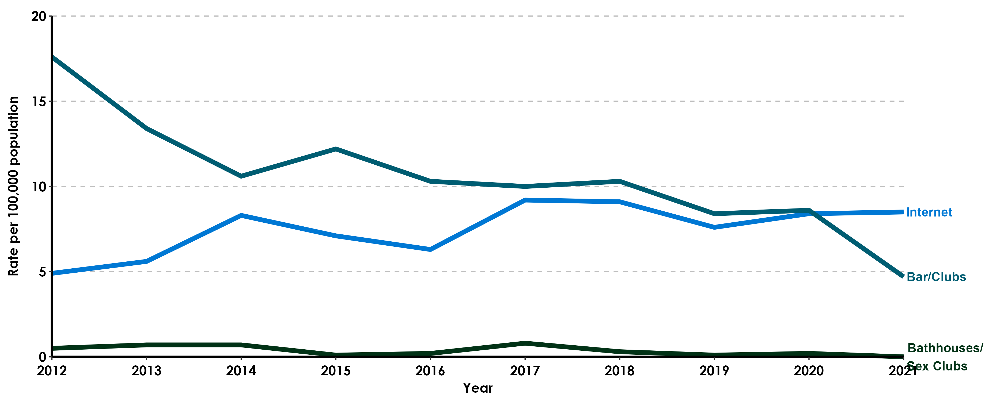 Rate per 100,000 population
20
15
10
5
0
Internet
Bar/Clubs
Bathhouses/
Sex Clubs
2012 2013 2014 2015 2016 2017 2018 2019 2020 2021
Year